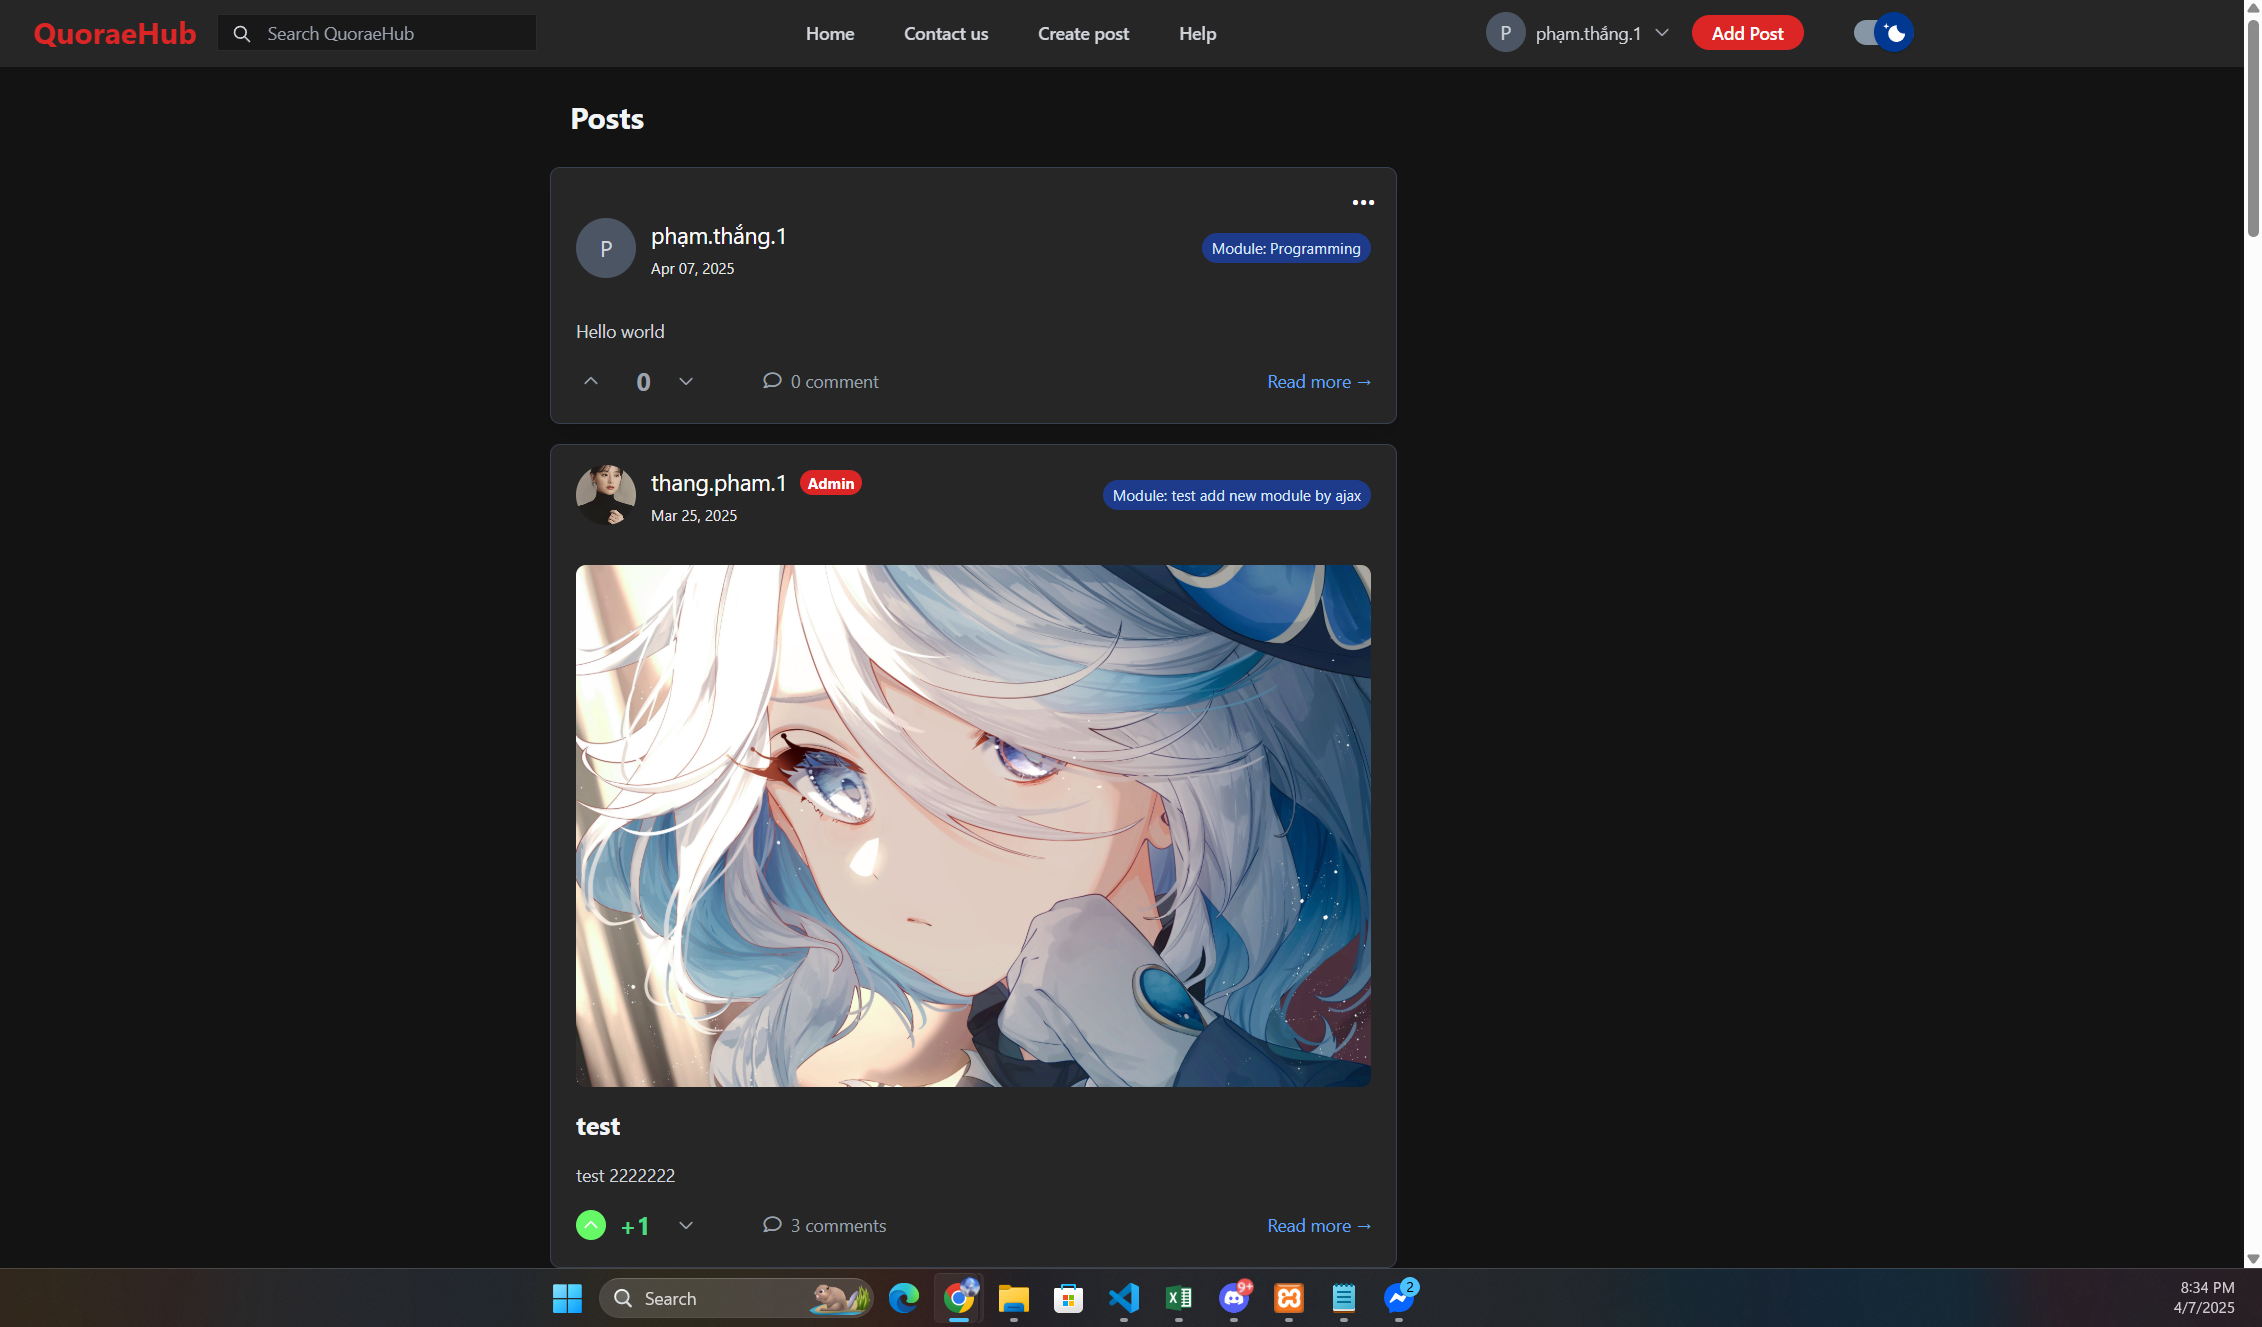 QuoraeHub
Search QuoraeHub
Home
Contact us
Create post
Help
P
phạm.thắng.1
Add Post
Posts
P
phạm.thắng.1
Apr 07, 2025
Module: Programming
Hello world
0
0 comment
Read more →
thang.pham.1
Admin
Mar 25, 2025
Module: test add new module by ajax
test
test 2222222
+1
3 comments
Read more →
Search
9+
2
8:34 PM
4/7/2025